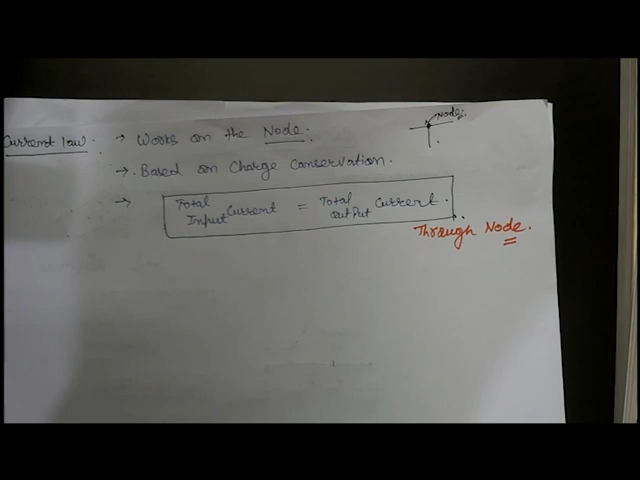 Current law. → Works on the Node.
Node.
→ Based on Charge Conservation.
→ Total Input Current = Total Output Current.
Through Node.